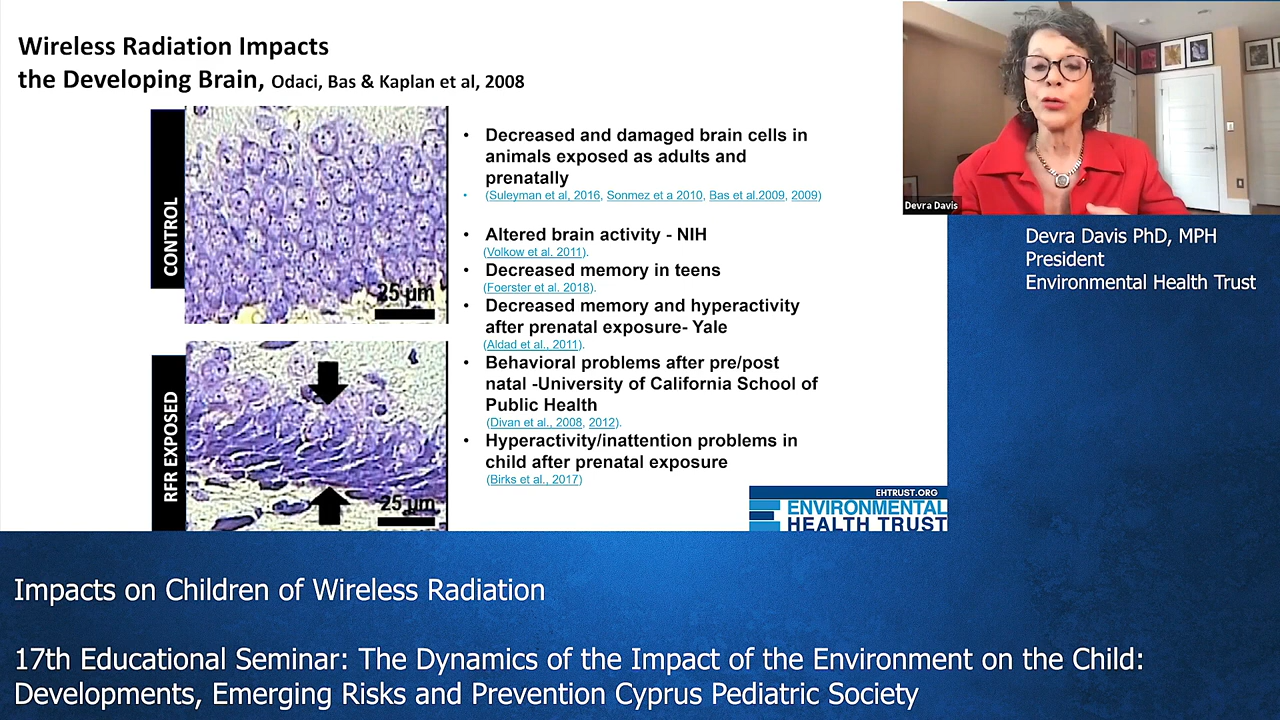 Wireless Radiation Impacts
the Developing Brain, Odaci, Bas & Kaplan et al, 2008
CONTROL
25 µm
RFR EXPOSED
25 µm
• Decreased and damaged brain cells in
animals exposed as adults and
prenatally
• (Suleyman et al, 2016, Sonmez et a 2010, Bas et al.2009, 2009)
• Altered brain activity - NIH
(Volkow et al. 2011).
• Decreased memory in teens
(Foerster et al. 2018).
• Decreased memory and hyperactivity
after prenatal exposure- Yale
(Aldad et al., 2011).
• Behavioral problems after pre/post
natal -University of California School of
Public Health
(Divan et al., 2008, 2012).
• Hyperactivity/inattention problems in
child after prenatal exposure
(Birks et al., 2017)
EHTRUST.ORG
ENVIRONMENTAL
HEALTH TRUST
Devra Davis
Devra Davis PhD, MPH
President
Environmental Health Trust
Impacts on Children of Wireless Radiation
17th Educational Seminar: The Dynamics of the Impact of the Environment on the Child:
Developments, Emerging Risks and Prevention Cyprus Pediatric Society